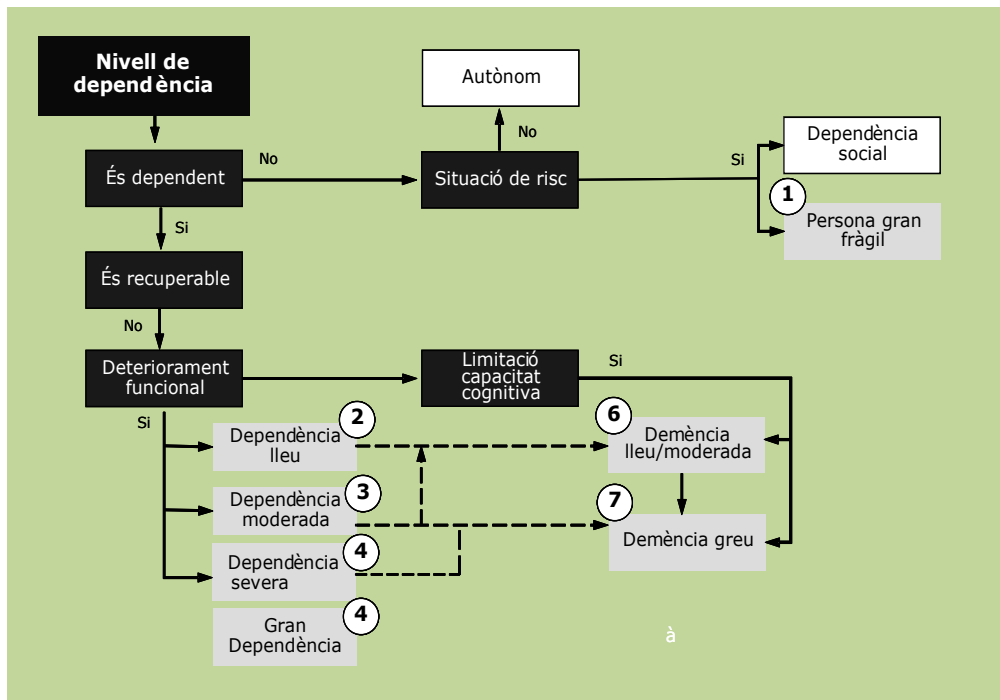 Nivell de
dependència
Autònom
No
Dependència
social
És dependent
No
Situació de risc
Si
1
Persona gran
fràgil
Si
És recuperable
No
Deteriorament
funcional
Limitació
capacitat
cognitiva
Si
Si
Dependència
lleu
2
6
Demència
lleu/moderada
Dependència
moderada
3
7
Demència greu
Dependència
severa
4
Gran
Dependència
4
à